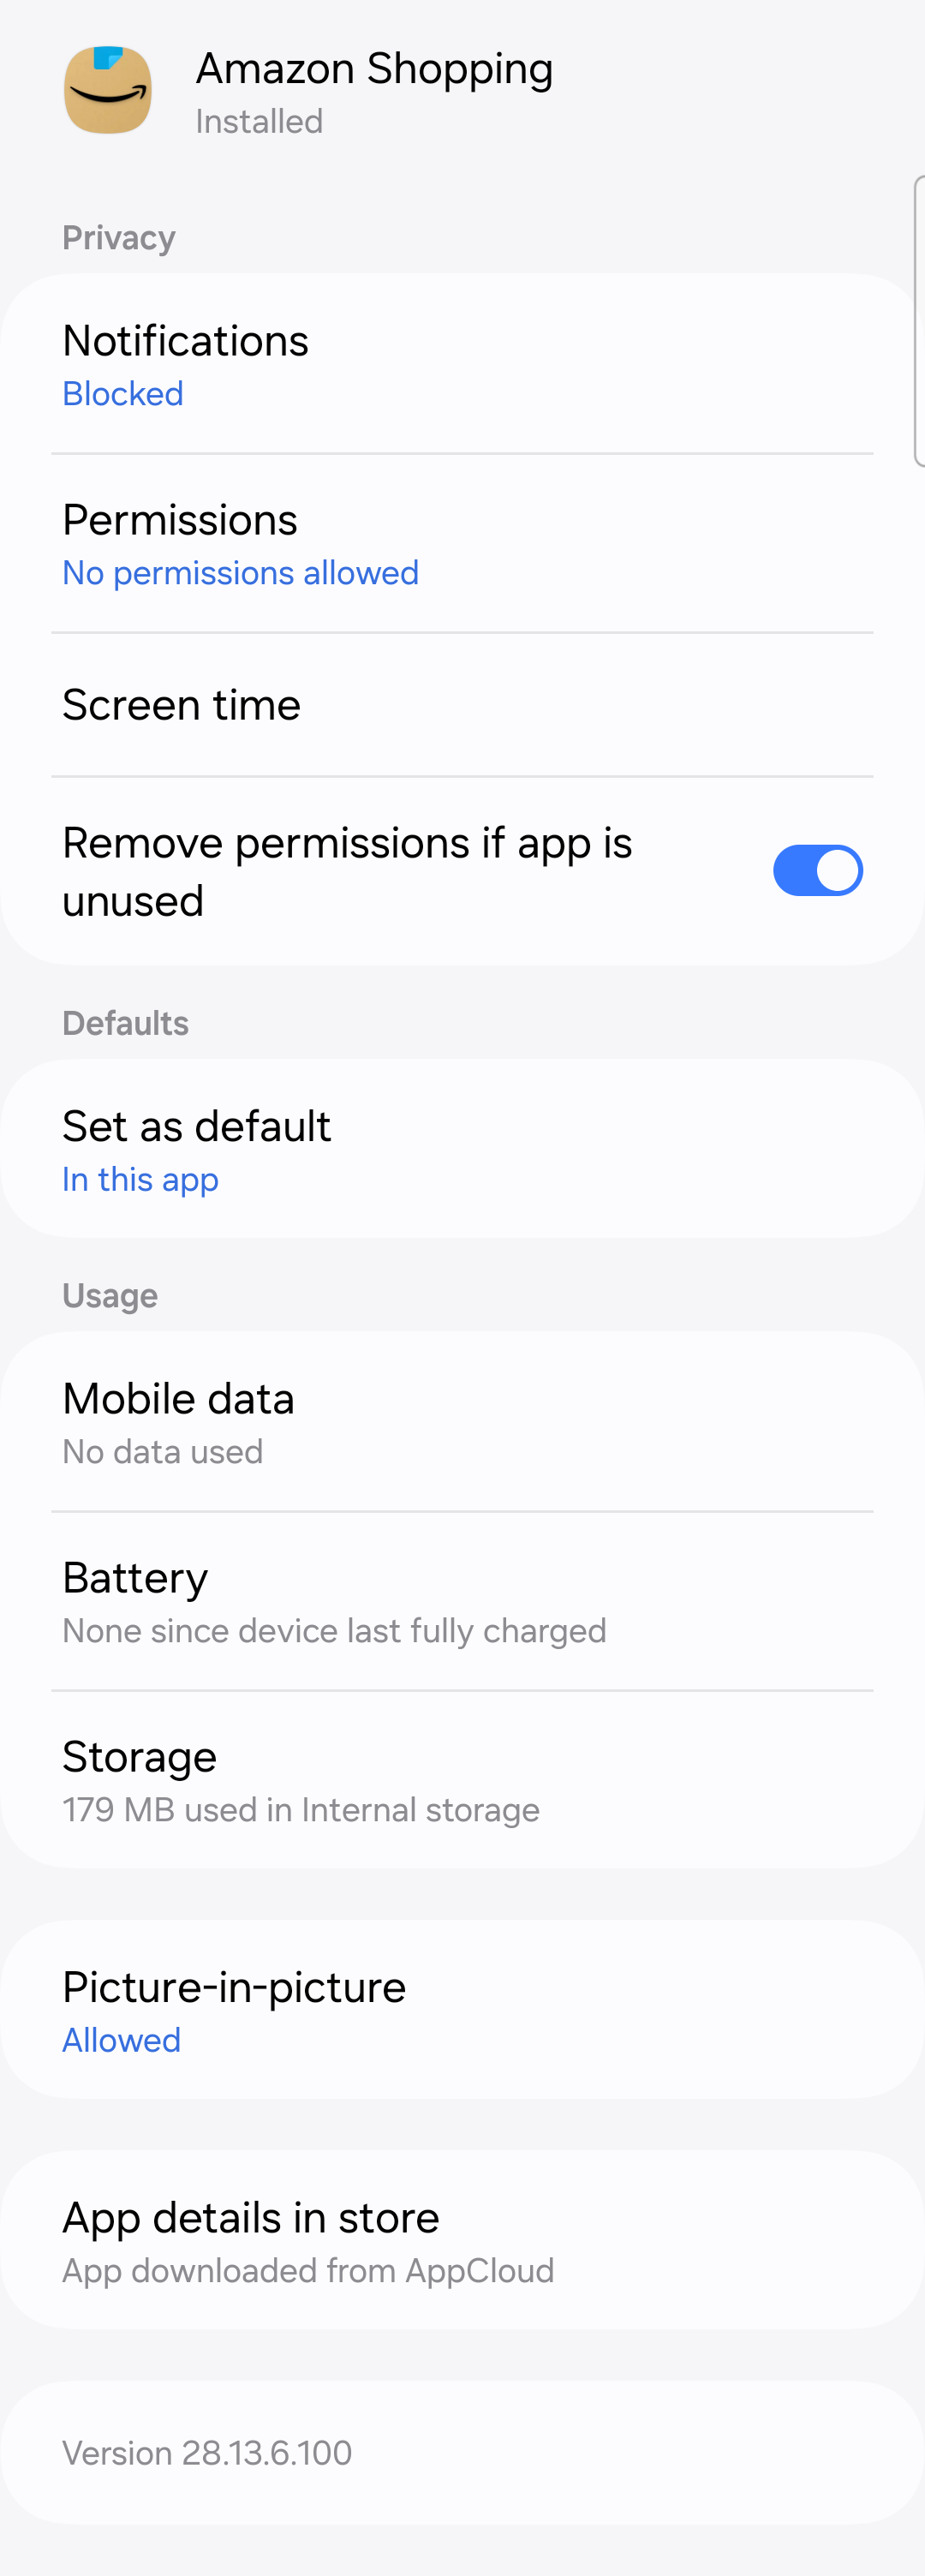 Amazon Shopping
Installed
Privacy
Notifications
Blocked
Permissions
No permissions allowed
Screen time
Remove permissions if app is
unused
Defaults
Set as default
In this app
Usage
Mobile data
No data used
Battery
None since device last fully charged
Storage
179 MB used in Internal storage
Picture-in-picture
Allowed
App details in store
App downloaded from AppCloud
Version 28.13.6.100